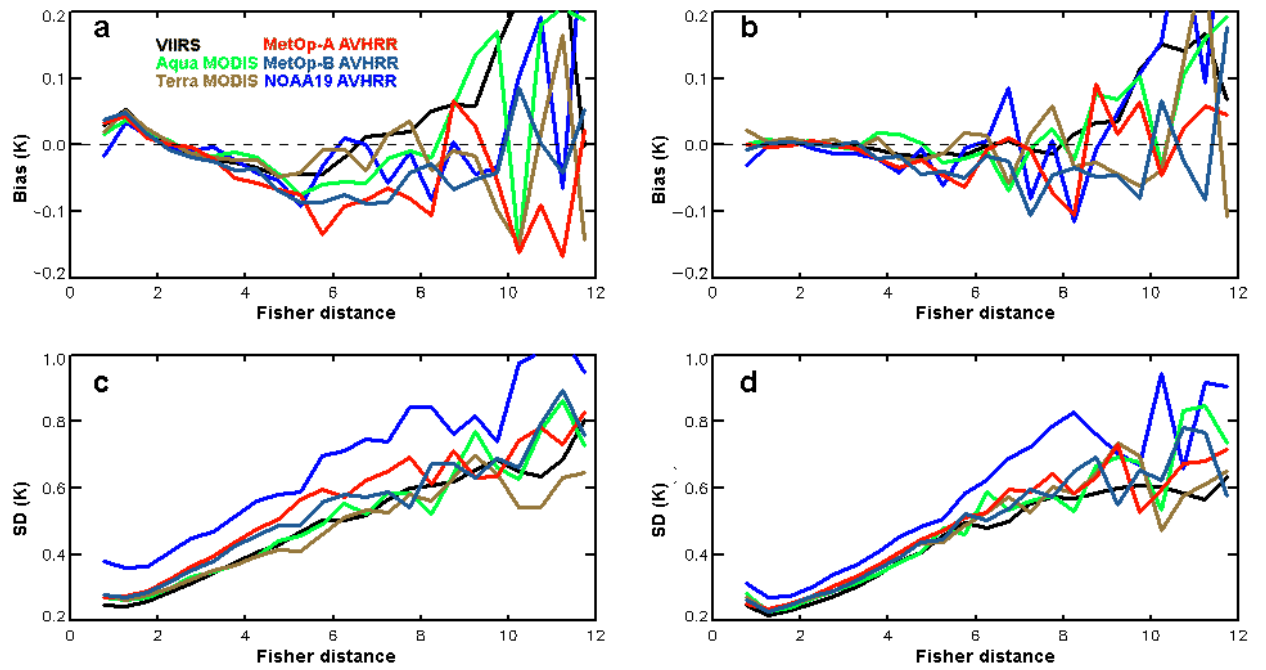 a
VIIRS MetOp-A AVHRR
Aqua MODIS MetOp-B AVHRR
Terra MODIS NOAA19 AVHRR
0.2
0.1
0.0
−0.1
−0.2
Bias (K)
0 2 4 6 8 10 12
Fisher distance
b
0.2
0.1
0.0
−0.1
−0.2
Bias (K)
0 2 4 6 8 10 12
Fisher distance
c
1.0
0.8
0.6
0.4
0.2
SD (K)
0 2 4 6 8 10 12
Fisher distance
d
1.0
0.8
0.6
0.4
0.2
SD (K)
0 2 4 6 8 10 12
Fisher distance